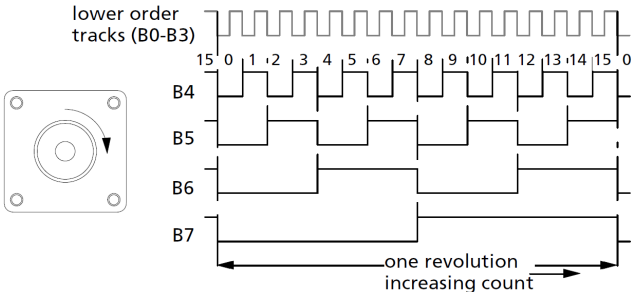 lower order
tracks (B0-B3)
15 0 1 2 3 4 5 6 7 8 9 10 11 12 13 14 15 0
B4
B5
B6
B7
one revolution
increasing count